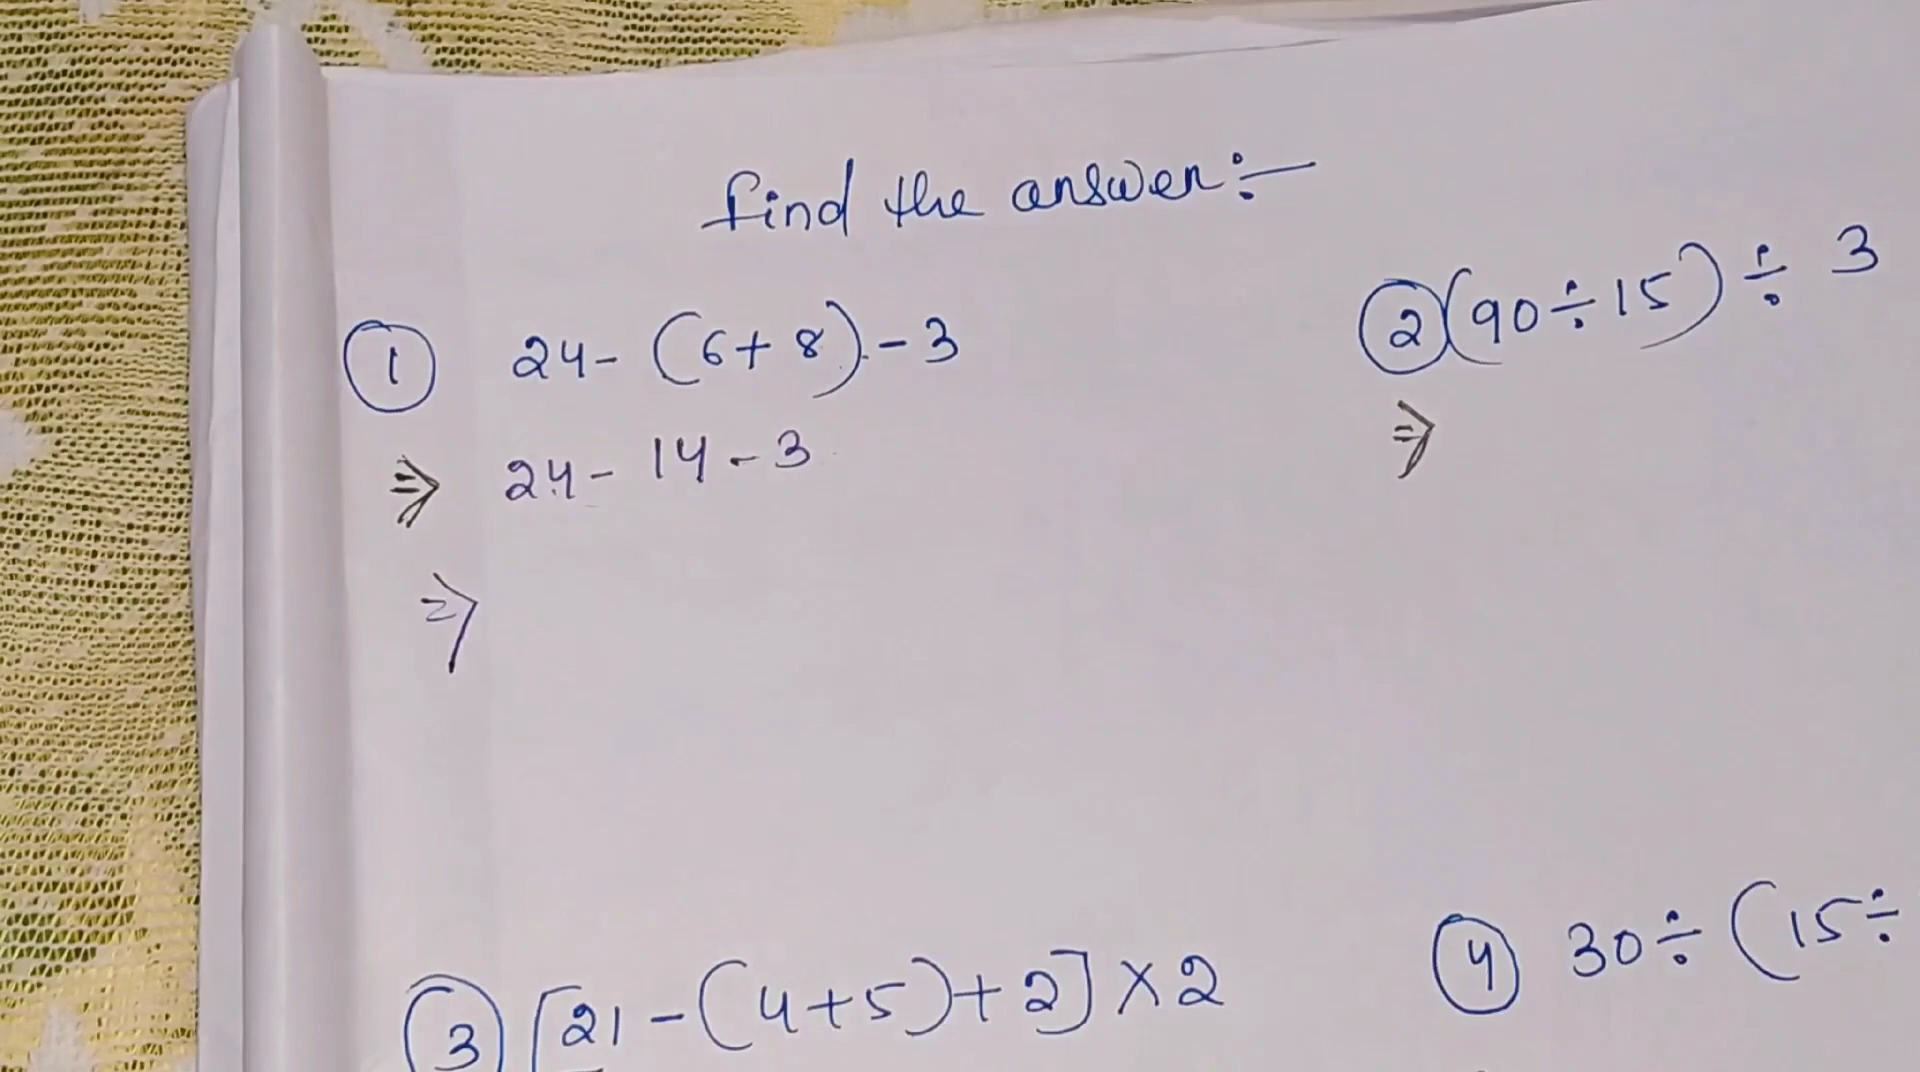 find the answer:-
① 24 - (6 + 8) - 3
⇒ 24 - 14 - 3
⇒
② (90 ÷ 15) ÷ 3
⇒
③ [21 - (4 + 5) + 2] × 2
④ 30 ÷ (15 ÷